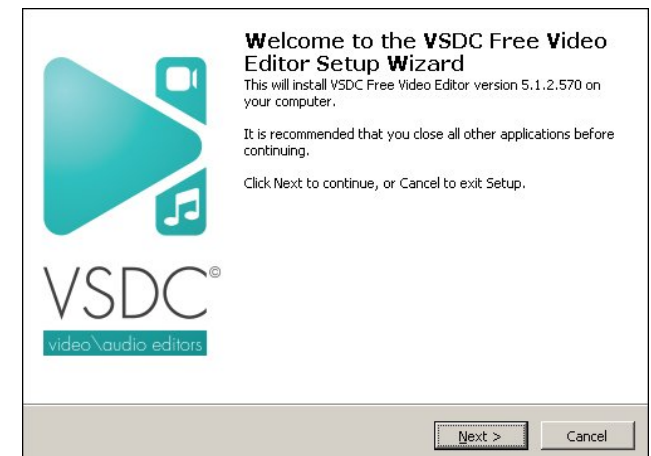 Welcome to the VSDC Free Video
Editor Setup Wizard
This will install VSDC Free Video Editor version 5.1.2.570 on
your computer.
It is recommended that you close all other applications before
continuing.
Click Next to continue, or Cancel to exit Setup.
VSDC©
video\audio editors
Next >
Cancel